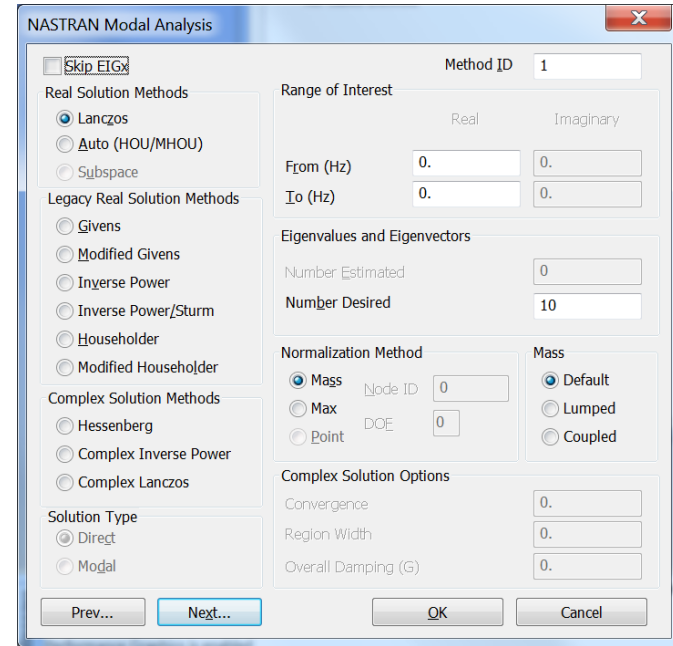 NASTRAN Modal Analysis
Skip EIGx
Method ID 1
Real Solution Methods
Lanczos
Auto (HOU/MHOU)
Subspace
Legacy Real Solution Methods
Givens
Modified Givens
Inverse Power
Inverse Power/Sturm
Householder
Modified Householder
Complex Solution Methods
Hessenberg
Complex Inverse Power
Complex Lanczos
Solution Type
Direct
Modal
Range of Interest
Real Imaginary
From (Hz) 0. 0.
To (Hz) 0. 0.
Eigenvalues and Eigenvectors
Number Estimated 0
Number Desired 10
Normalization Method
Mass Node ID 0
Max
DOF 0
Point
Mass
Default
Lumped
Coupled
Complex Solution Options
Convergence 0.
Region Width 0.
Overall Damping (G) 0.
Prev... Next... OK Cancel